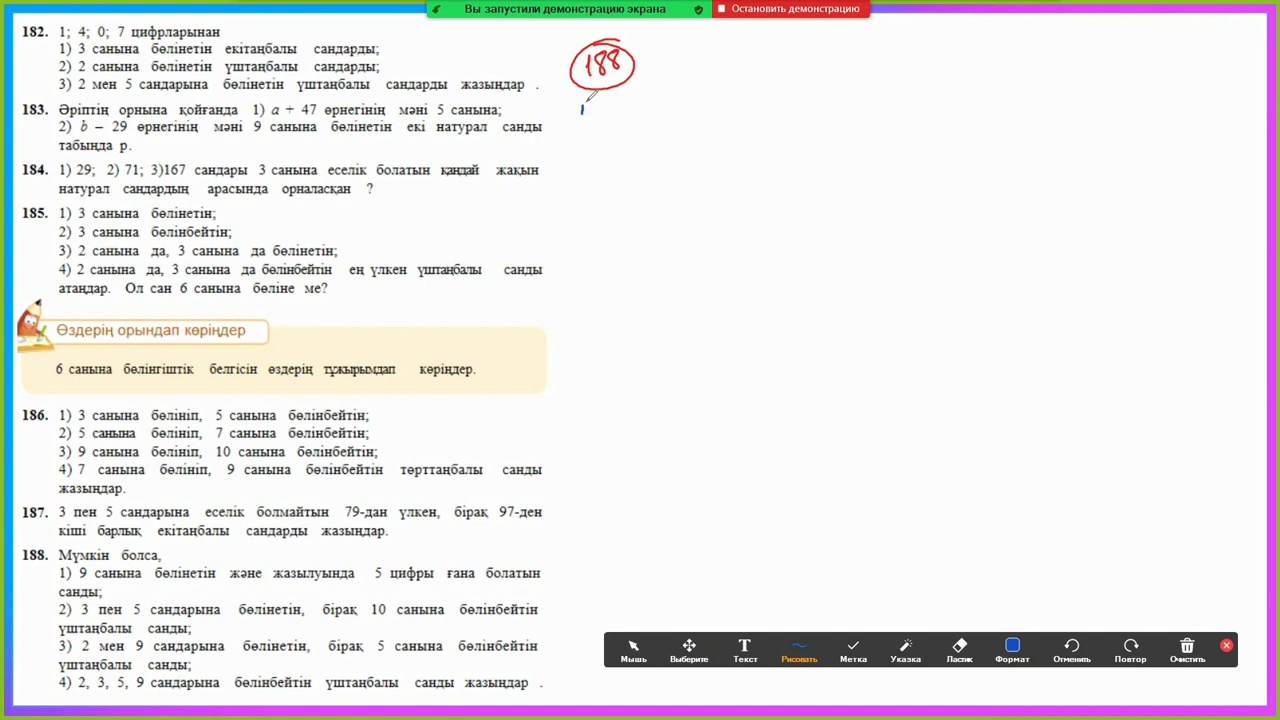 Вы запустили демонстрацию экрана
Остановить демонстрацию
182. 1; 4; 0; 7 цифрларынан
1) 3 санына бөлінетін екітаңбалы сандарды;
2) 2 санына бөлінетін үштаңбалы сандарды;
3) 2 мен 5 сандарына бөлінетін үштаңбалы сандарды жазыңдар .
183. Әріптің орнына қойғанда 1) a + 47 өрнегінің мәні 5 санына;
2) b – 29 өрнегінің мәні 9 санына бөлінетін екі натурал санды
табыңда р.
184. 1) 29; 2) 71; 3)167 сандары 3 санына еселік болатын қандай жақын
натурал сандардың арасында орналасқан ?
185. 1) 3 санына бөлінетін;
2) 3 санына бөлінбейтін;
3) 2 санына да, 3 санына да бөлінетін;
4) 2 санына да, 3 санына да бөлінбейтін ең үлкен үштаңбалы санды
атаңдар. Ол сан 6 санына бөліне ме?
Өздерің орындап көріңдер
6 санына бөлінгіштік белгісін өздерің тұжырымдап көріңдер.
186. 1) 3 санына бөлініп, 5 санына бөлінбейтін;
2) 5 санына бөлініп, 7 санына бөлінбейтін;
3) 9 санына бөлініп, 10 санына бөлінбейтін;
4) 7 санына бөлініп, 9 санына бөлінбейтін төрттаңбалы санды
жазыңдар.
187. 3 пен 5 сандарына еселік болмайтын 79-дан үлкен, бірақ 97-ден
кіші барлық екітаңбалы сандарды жазыңдар.
188. Мүмкін болса,
1) 9 санына бөлінетін және жазылуында 5 цифры ғана болатын
санды;
2) 3 пен 5 сандарына бөлінетін, бірақ 10 санына бөлінбейтін
үштаңбалы санды;
3) 2 мен 9 сандарына бөлінетін, бірақ 5 санына бөлінбейтін
үштаңбалы санды;
4) 2, 3, 5, 9 сандарына бөлінбейтін үштаңбалы санды жазыңдар .
188
Мышь Выберите Текст Рисовать Метка Указка Ластик Формат Отменить Повтор Очистить